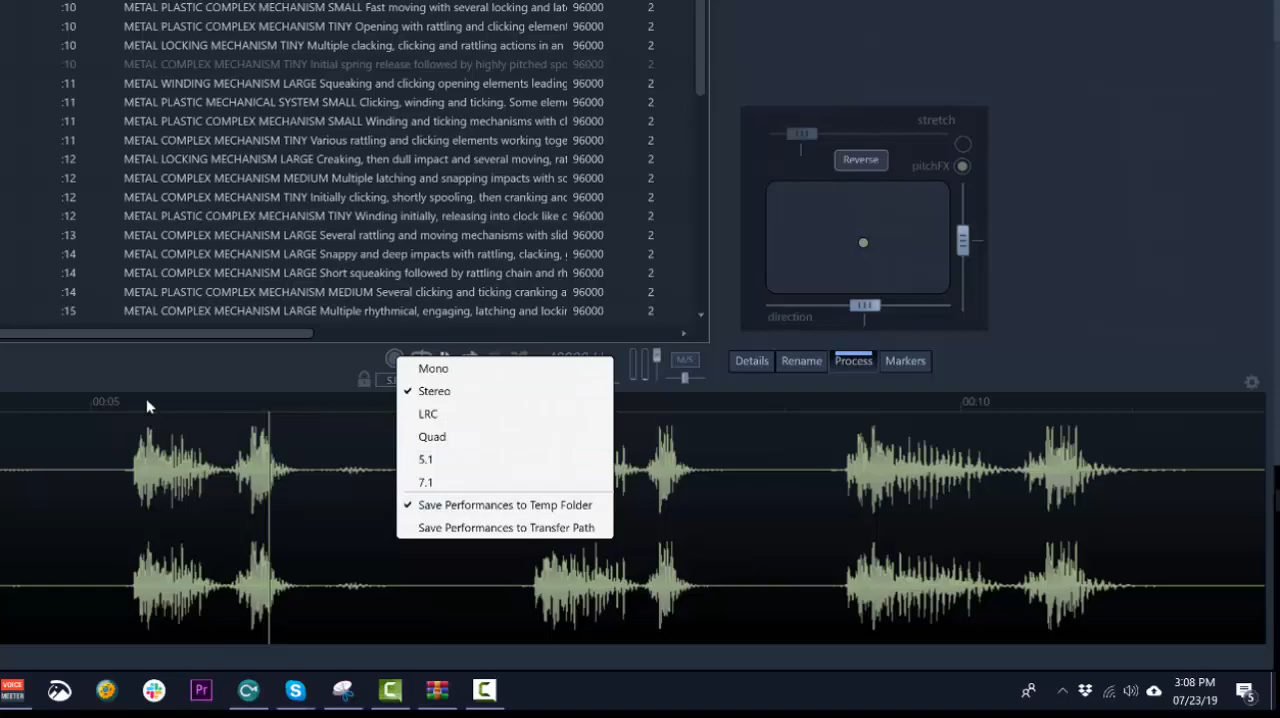 :10 METAL PLASTIC COMPLEX MECHANISM SMALL Fast moving with several locking and lat 96000 2
:10 METAL PLASTIC COMPLEX MECHANISM TINY Opening with rattling and clicking element 96000 2
:10 METAL LOCKING MECHANISM TINY Multiple clacking, clicking and rattling actions in an 96000 2
:10 METAL COMPLEX MECHANISM TINY Initial spring release followed by highly pitched spo 96000 2
:11 METAL WINDING MECHANISM LARGE Squeaking and clicking opening elements leading 96000 2
:11 METAL PLASTIC MECHANICAL SYSTEM SMALL Clicking, winding and ticking. Some elem 96000 2
:11 METAL PLASTIC COMPLEX MECHANISM SMALL Winding and ticking mechanisms with cl 96000 2
:11 METAL COMPLEX MECHANISM TINY Various rattling and clicking elements working toge 96000 2
:12 METAL LOCKING MECHANISM LARGE Creaking, then dull impact and several moving, rat 96000 2
:12 METAL COMPLEX MECHANISM MEDIUM Multiple latching and snapping impacts with so 96000 2
:12 METAL COMPLEX MECHANISM TINY Initially clicking, shortly spooling, then cranking and 96000 2
:12 METAL PLASTIC COMPLEX MECHANISM TINY Winding initially, releasing into clock like c 96000 2
:13 METAL COMPLEX MECHANISM LARGE Several rattling and moving mechanisms with slid 96000 2
:14 METAL COMPLEX MECHANISM LARGE Snappy and deep impacts with rattling, clacking, 96000 2
:14 METAL COMPLEX MECHANISM LARGE Short squeaking followed by rattling chain and rh 96000 2
:14 METAL PLASTIC COMPLEX MECHANISM MEDIUM Several clicking and ticking cranking a 96000 2
:15 METAL COMPLEX MECHANISM LARGE Multiple rhythmical, engaging, latching and lockin 96000 2
stretch
Reverse
pitchFX
direction
M/S
Details Rename Process Markers
Mono
Stereo
LRC
Quad
5.1
7.1
Save Performances to Temp Folder
Save Performances to Transfer Path
:00:05 :00:10
VOICE
MEETER
Pr
3:08 PM
07/23/19
5